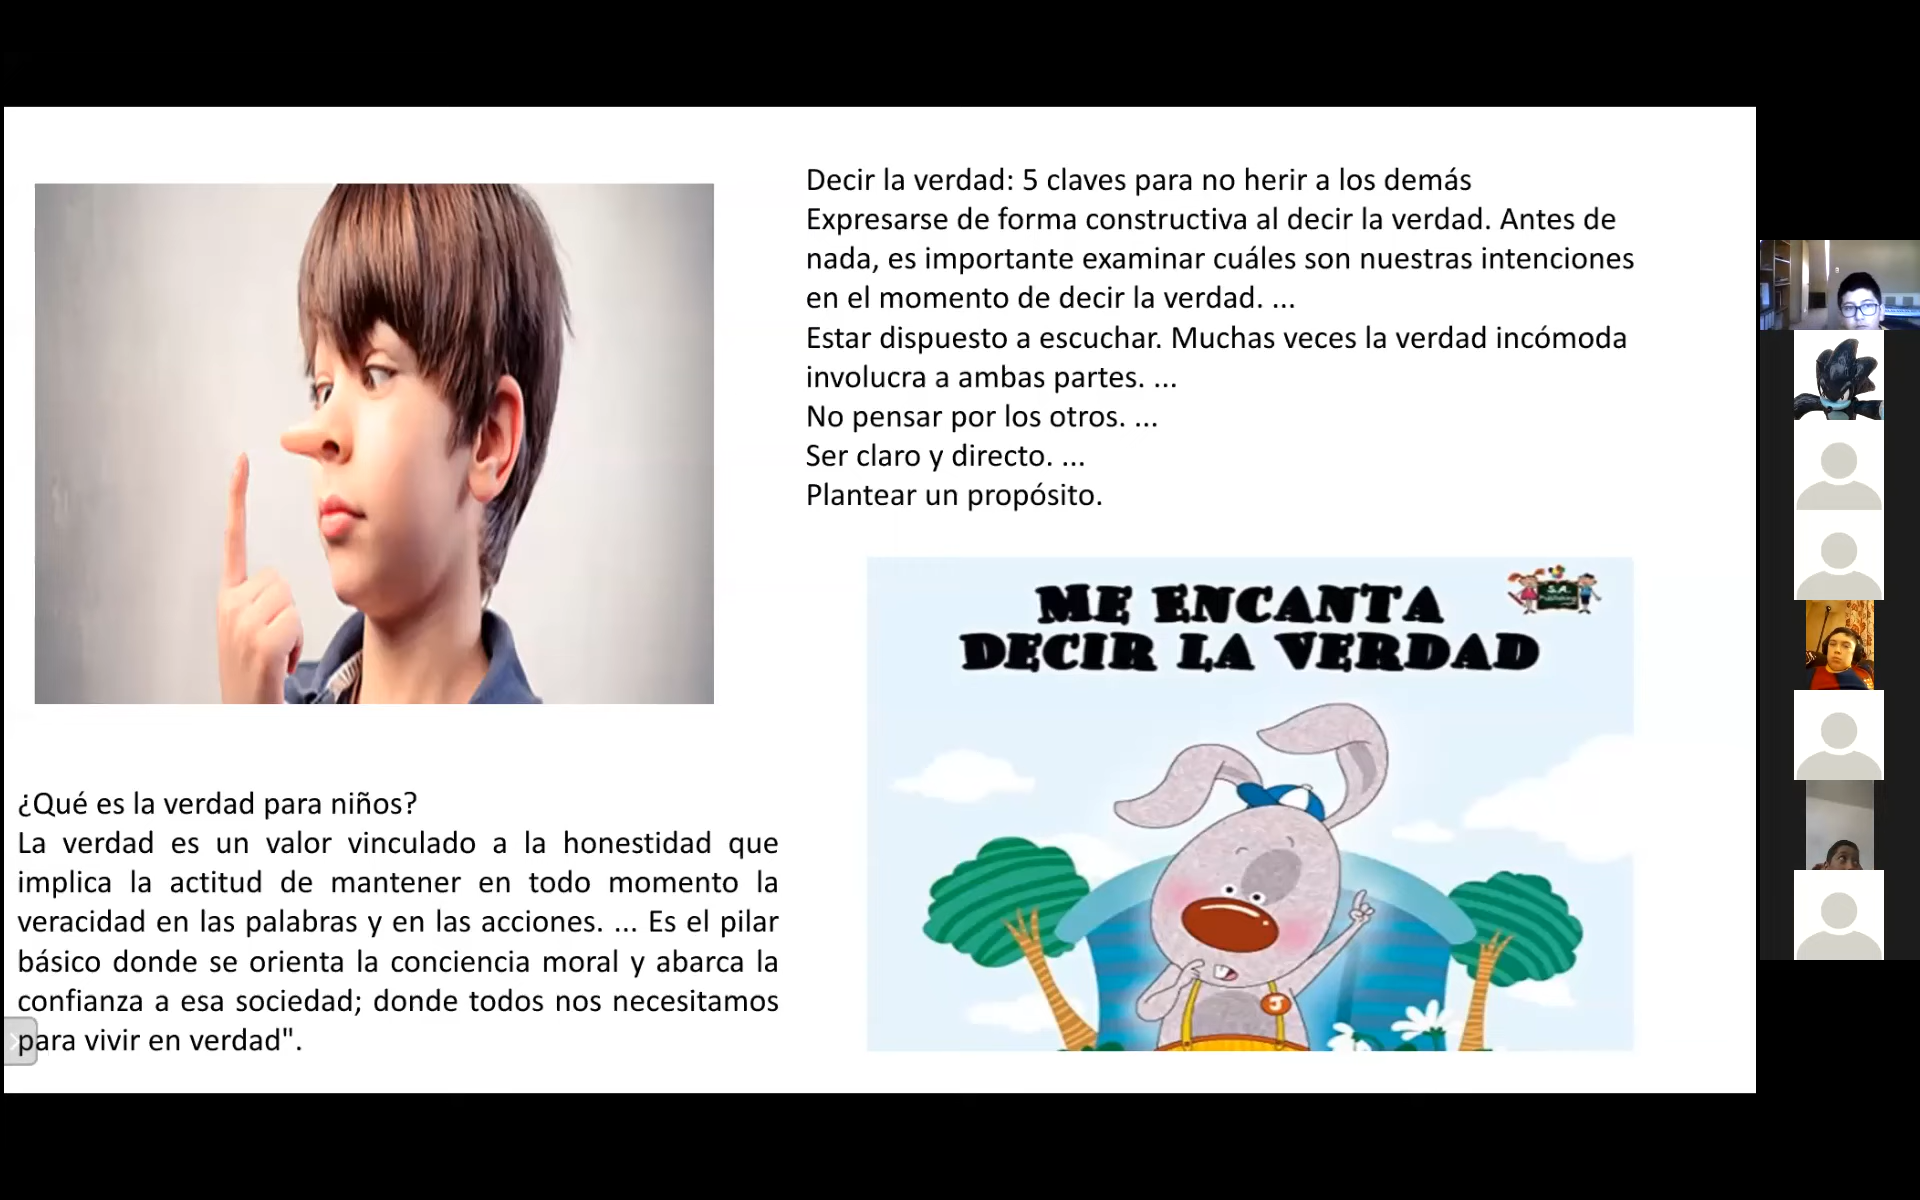 Decir la verdad: 5 claves para no herir a los demás
Expresarse de forma constructiva al decir la verdad. Antes de
nada, es importante examinar cuáles son nuestras intenciones
en el momento de decir la verdad. ...
Estar dispuesto a escuchar. Muchas veces la verdad incómoda
involucra a ambas partes. ...
No pensar por los otros. ...
Ser claro y directo. ...
Plantear un propósito.
ME ENCANTA
DECIR LA VERDAD
S.A.
Publishing
J
¿Qué es la verdad para niños?
La verdad es un valor vinculado a la honestidad que
implica la actitud de mantener en todo momento la
veracidad en las palabras y en las acciones. ... Es el pilar
básico donde se orienta la conciencia moral y abarca la
confianza a esa sociedad; donde todos nos necesitamos
para vivir en verdad".